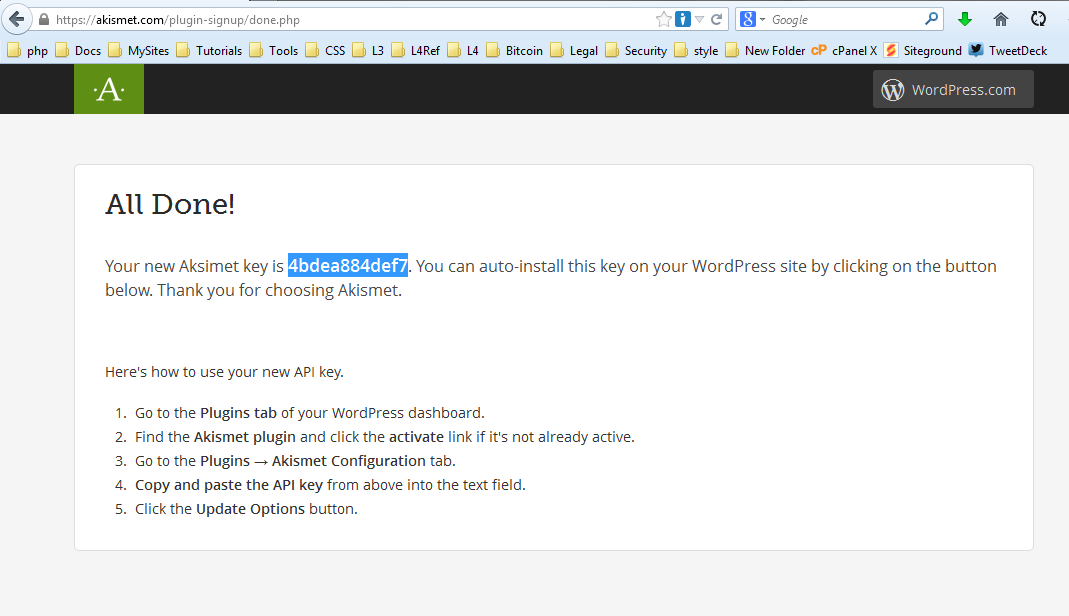 https://akismet.com/plugin-signup/done.php Google
php Docs MySites Tutorials Tools CSS L3 L4Ref L4 Bitcoin Legal Security style New Folder cP cPanel X Siteground TweetDeck
·A· WordPress.com
All Done!
Your new Aksimet key is 4bdea884def7. You can auto-install this key on your WordPress site by clicking on the button
below. Thank you for choosing Akismet.
Here's how to use your new API key.
1. Go to the Plugins tab of your WordPress dashboard.
2. Find the Akismet plugin and click the activate link if it's not already active.
3. Go to the Plugins → Akismet Configuration tab.
4. Copy and paste the API key from above into the text field.
5. Click the Update Options button.